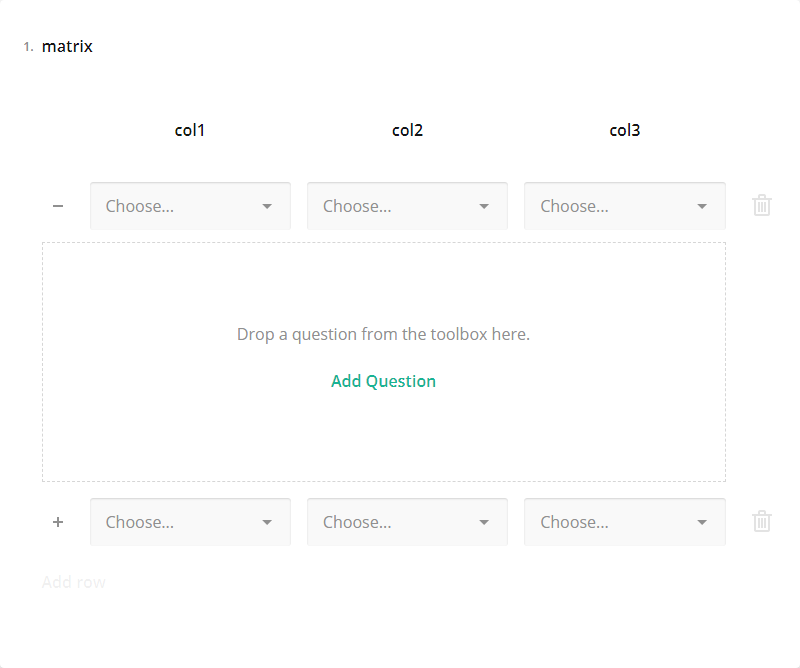 1. matrix
col1 col2 col3
Choose... Choose... Choose...
Drop a question from the toolbox here.
Add Question
Choose... Choose... Choose...
Add row